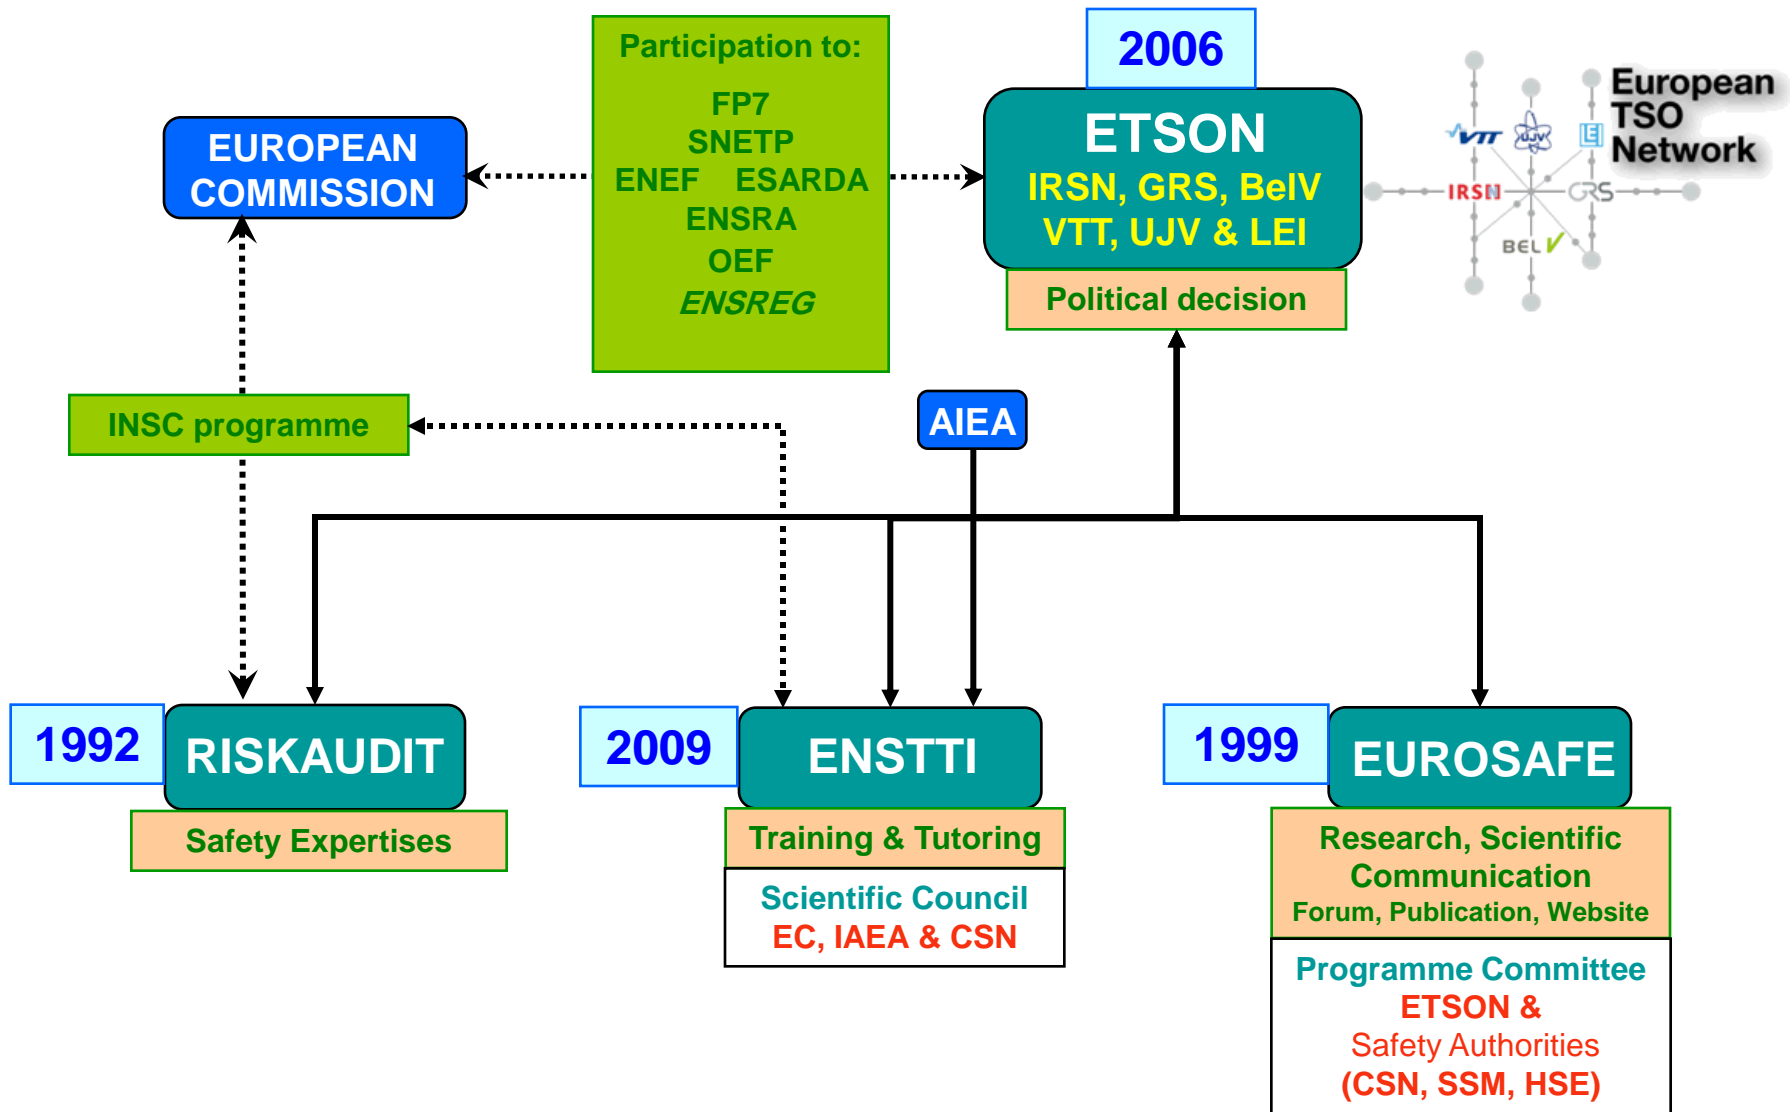 Participation to:
FP7
SNETP
ENEF ESARDA
ENSRA
OEF
ENSREG
2006
ETSON
IRSN, GRS, BelV
VTT, UJV & LEI
Political decision
European
TSO
Network
VTT
UJV
LEI
IRSN
GRS
BEL V
EUROPEAN
COMMISSION
INSC programme
AIEA
1992
RISKAUDIT
Safety Expertises
2009
ENSTTI
Training & Tutoring
Scientific Council
EC, IAEA & CSN
1999
EUROSAFE
Research, Scientific
Communication
Forum, Publication, Website
Programme Committee
ETSON &
Safety Authorities
(CSN, SSM, HSE)